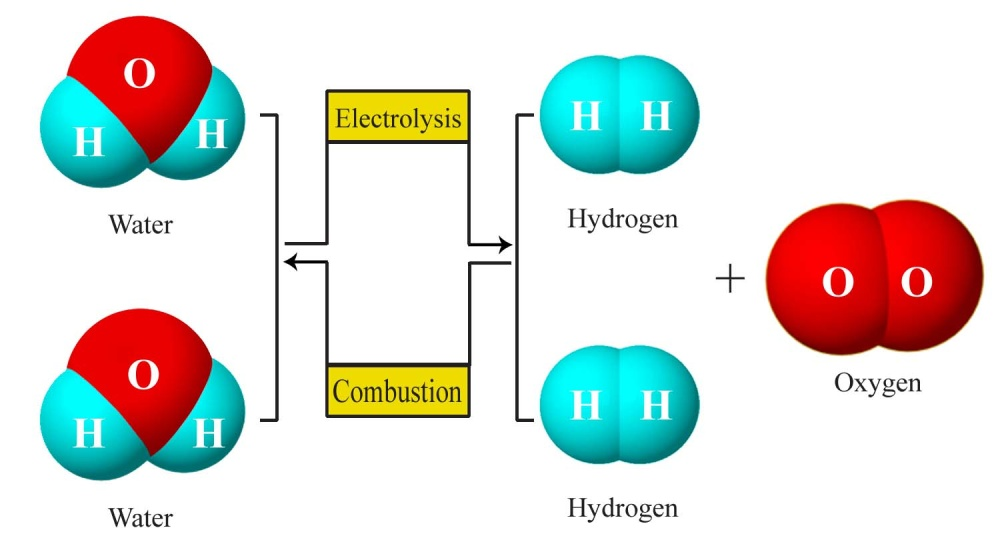 O
H H
Water
Electrolysis
H H
Hydrogen
O
H H
Water
Combustion
H H
Hydrogen
+
O O
Oxygen